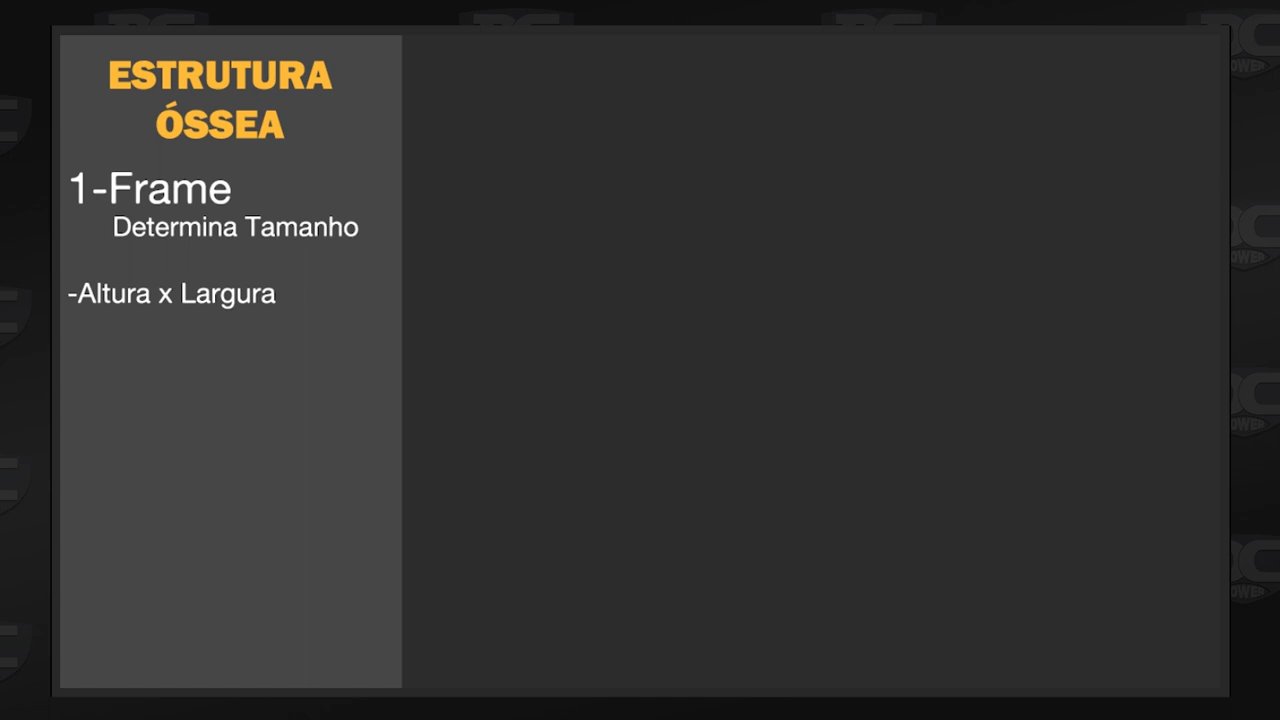 ESTRUTURA
ÓSSEA
1-Frame
Determina Tamanho
-Altura x Largura